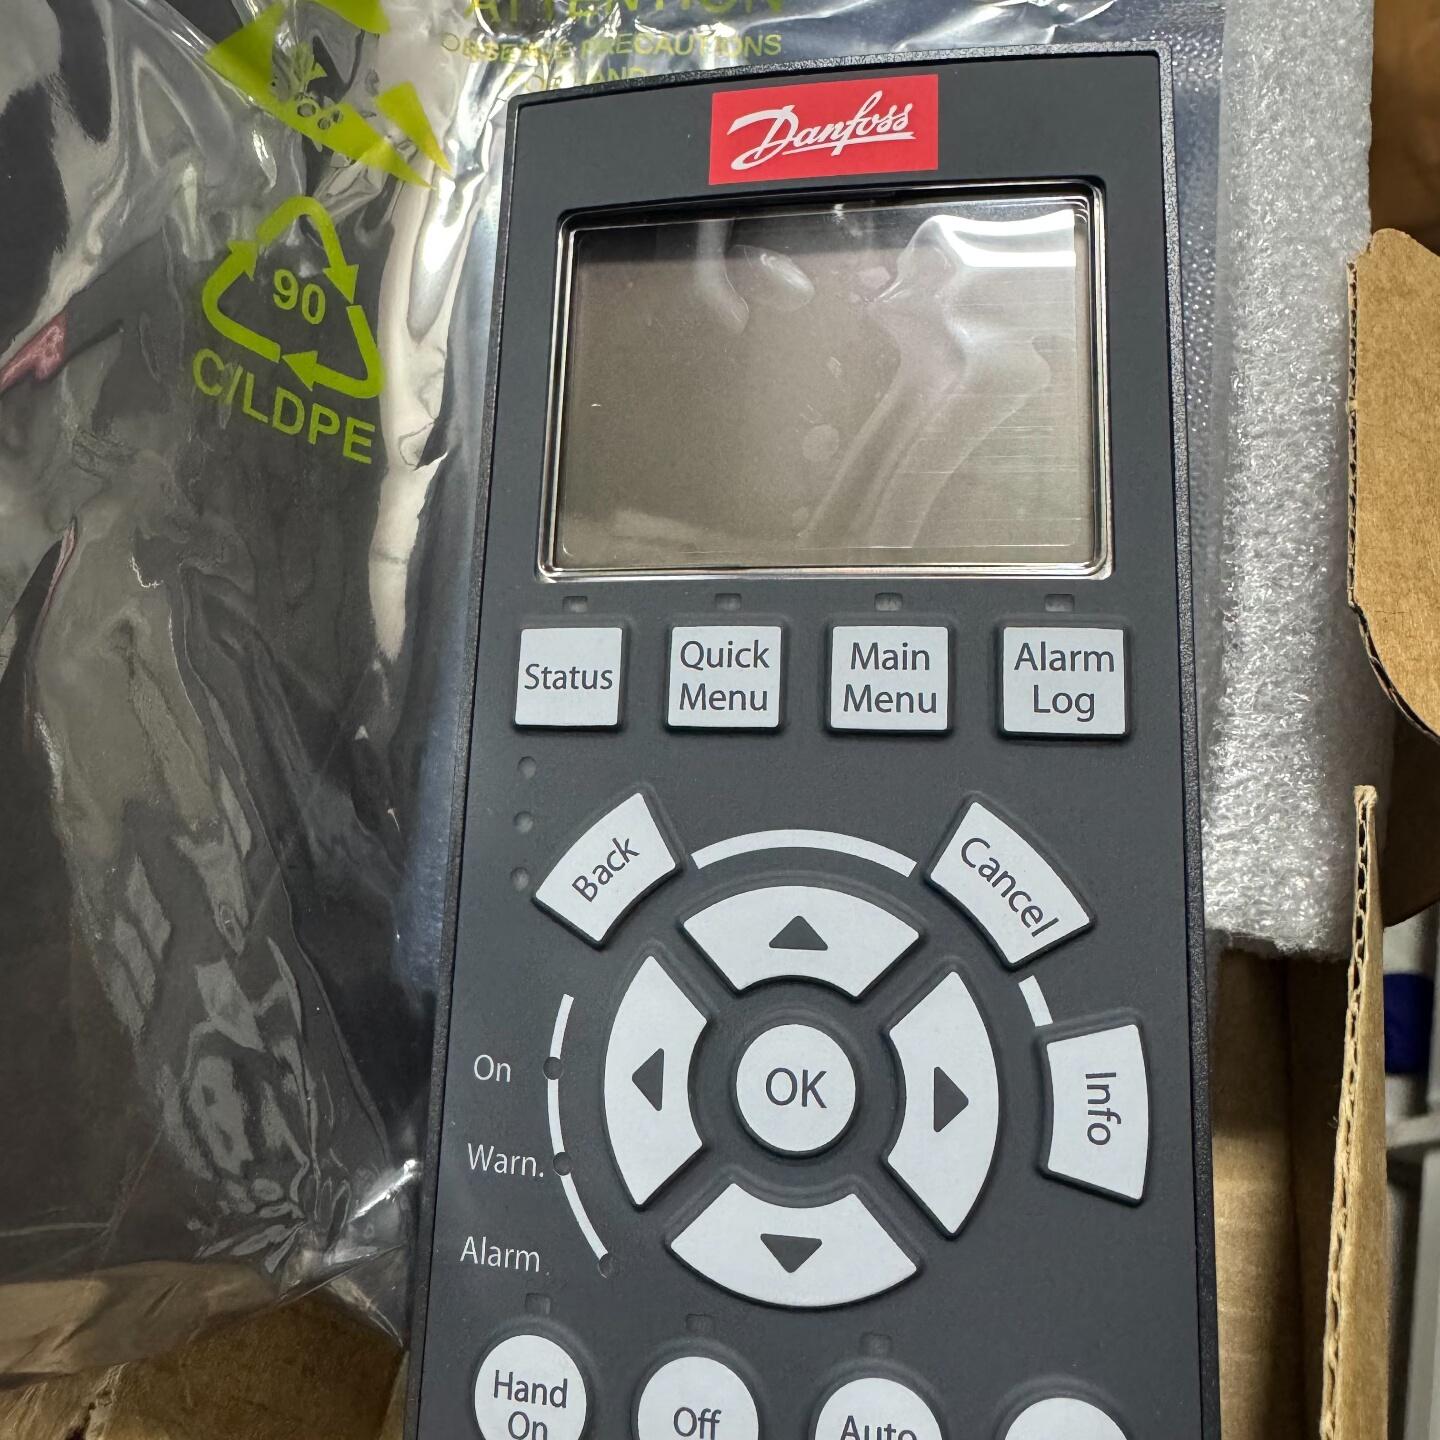 ATTENTION
OBSERVE PRECAUTIONS
Danfoss
90
C/LDPE
Status
Quick
Menu
Main
Menu
Alarm
Log
Back
Cancel
OK
Info
On
Warn.
Alarm
Hand
On
Off
Auto